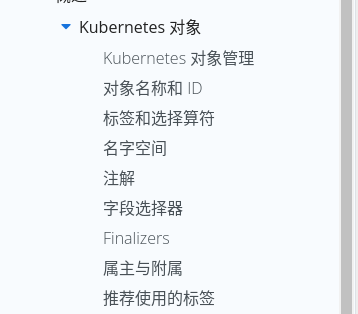 Kubernetes 对象
Kubernetes 对象管理
对象名称和 ID
标签和选择算符
名字空间
注解
字段选择器
Finalizers
属主与附属
推荐使用的标签